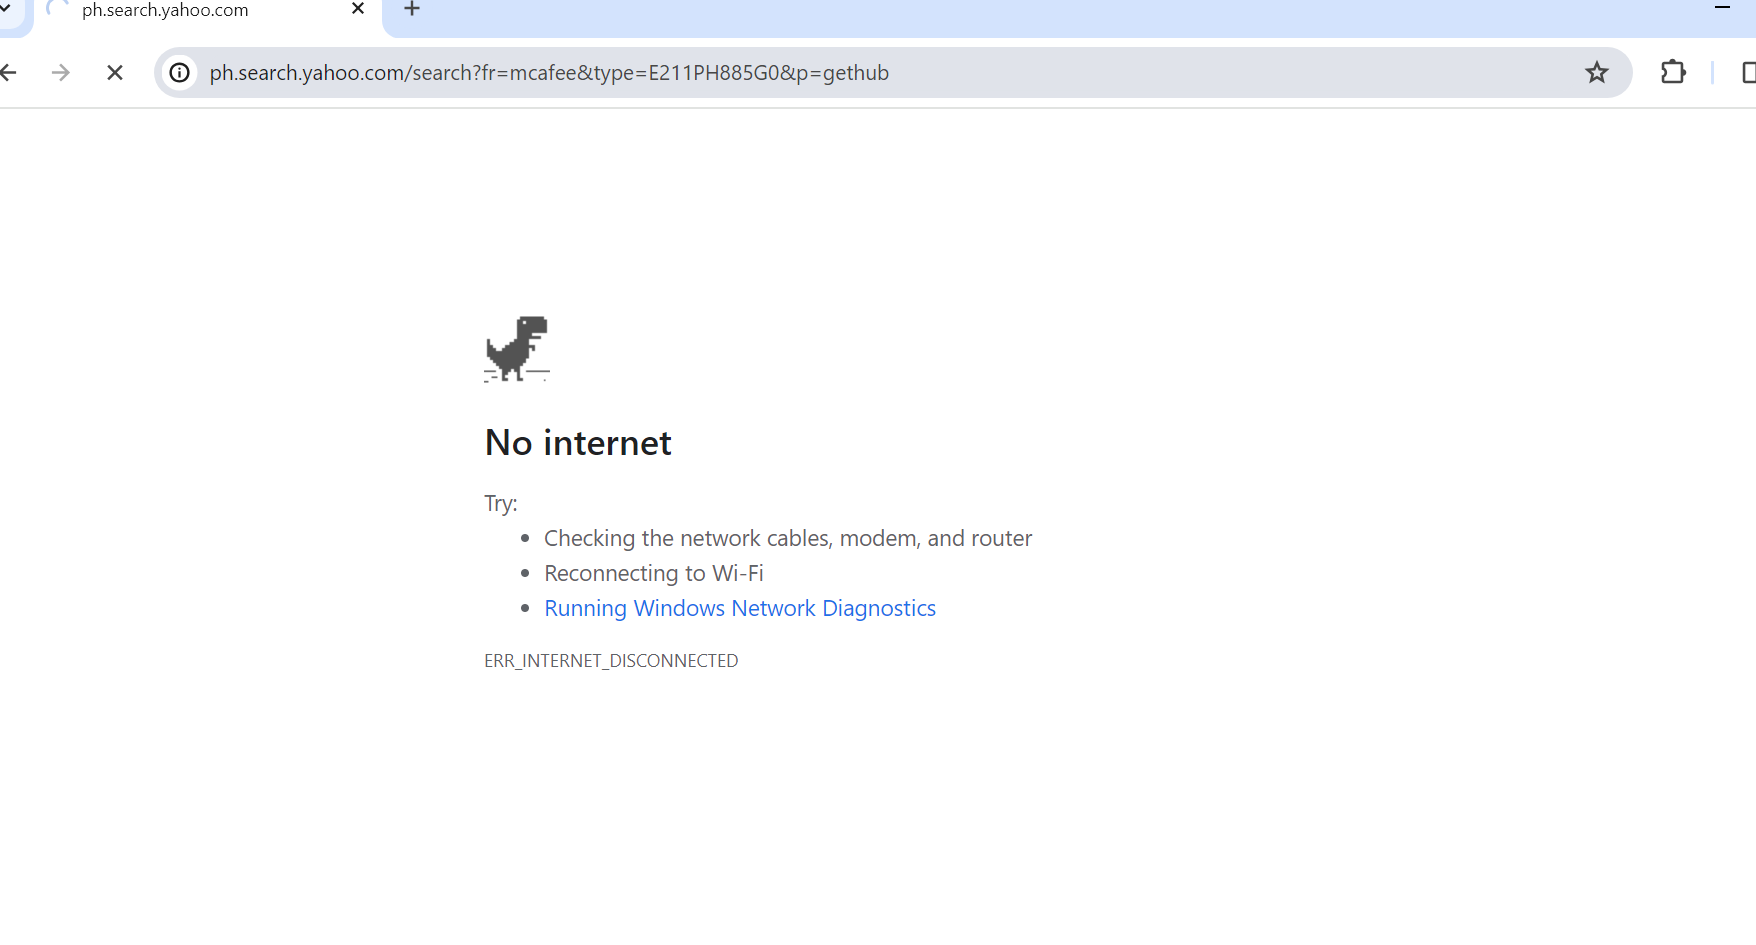 ph.search.yahoo.com
ph.search.yahoo.com/search?fr=mcafee&type=E211PH885G0&p=gethub
No internet
Try:
• Checking the network cables, modem, and router
• Reconnecting to Wi-Fi
• Running Windows Network Diagnostics
ERR_INTERNET_DISCONNECTED